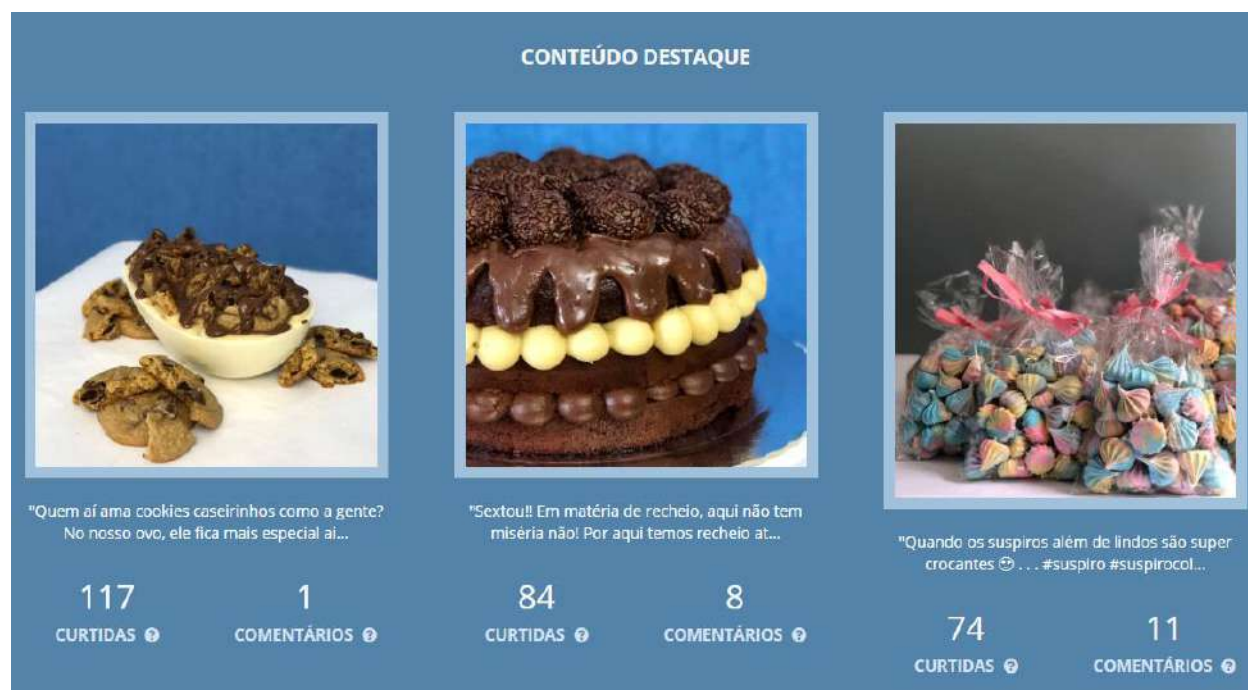 CONTEÚDO DESTAQUE
"Quem aí ama cookies caseirinhos como a gente?
No nosso ovo, ele fica mais especial ai...
117
1
CURTIDAS
COMENTÁRIOS
"Sextou!! Em matéria de recheio, aqui não tem
miséria não! Por aqui temos recheio at...
84
8
CURTIDAS
COMENTÁRIOS
"Quando os suspiros além de lindos são super
crocantes 😍 . . . #suspiro #suspirocol...
74
11
CURTIDAS
COMENTÁRIOS